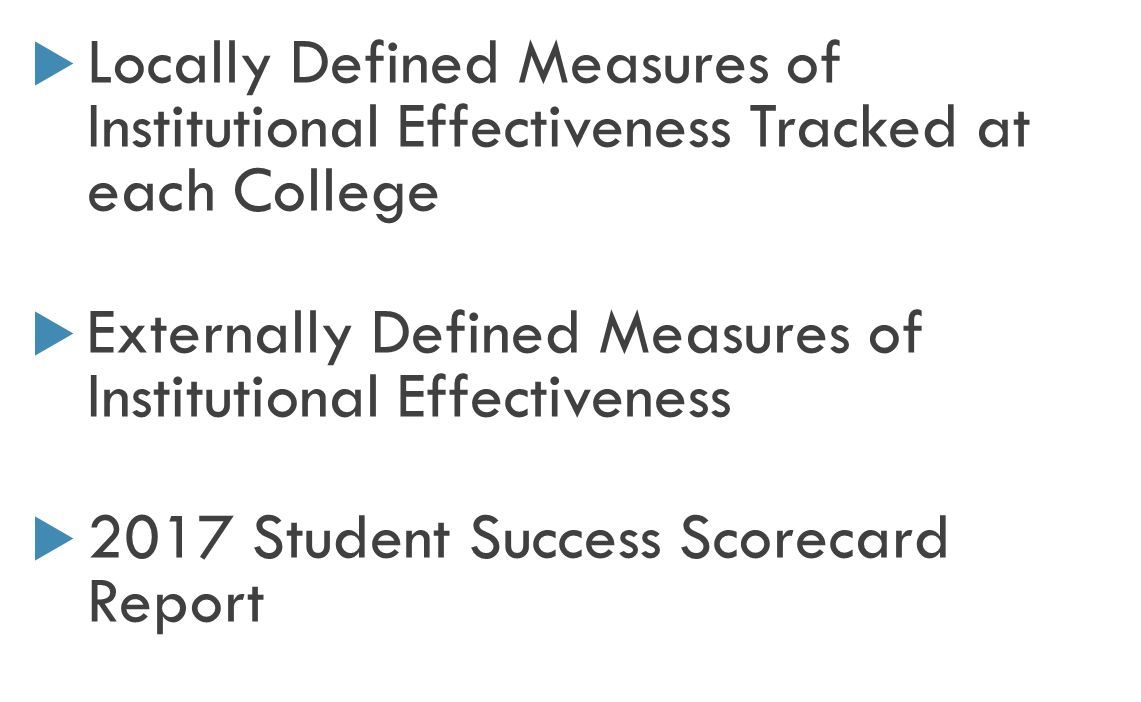 Locally Defined Measures of
Institutional Effectiveness Tracked at
each College
Externally Defined Measures of
Institutional Effectiveness
2017 Student Success Scorecard
Report